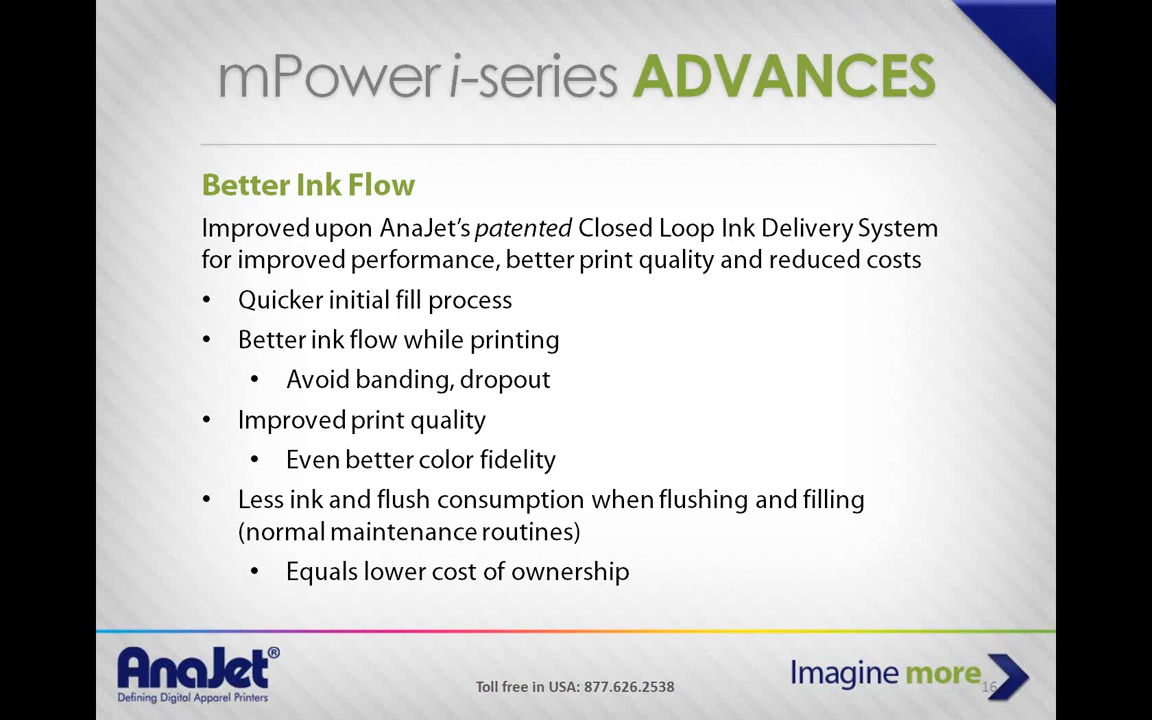 mPower i-series ADVANCES
Better Ink Flow
Improved upon AnaJet's patented Closed Loop Ink Delivery System
for improved performance, better print quality and reduced costs
• Quicker initial fill process
• Better ink flow while printing
• Avoid banding, dropout
• Improved print quality
• Even better color fidelity
• Less ink and flush consumption when flushing and filling
(normal maintenance routines)
• Equals lower cost of ownership
AnaJet®
Defining Digital Apparel Printers
Toll free in USA: 877.626.2538
Imagine more
16